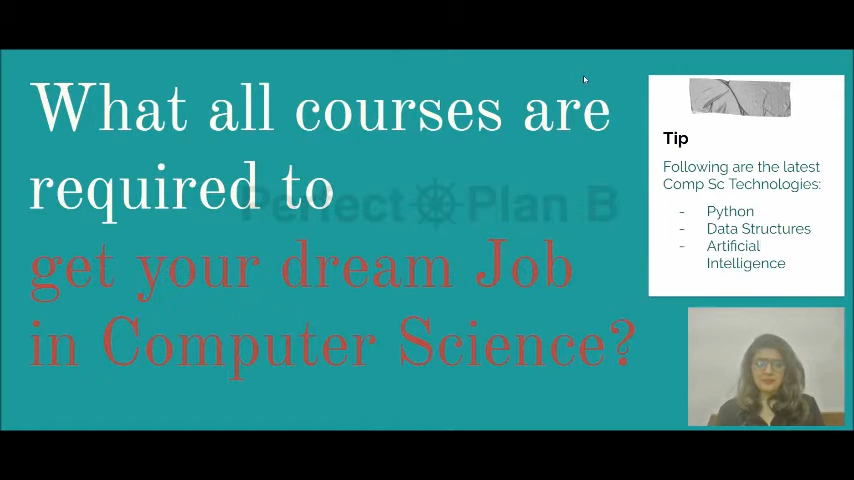 What all courses are
required to
get your dream Job
in Computer Science?
Perfect Plan B
Tip
Following are the latest
Comp Sc Technologies:
- Python
- Data Structures
- Artificial
Intelligence